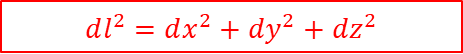 dl² = dx² + dy² + dz²